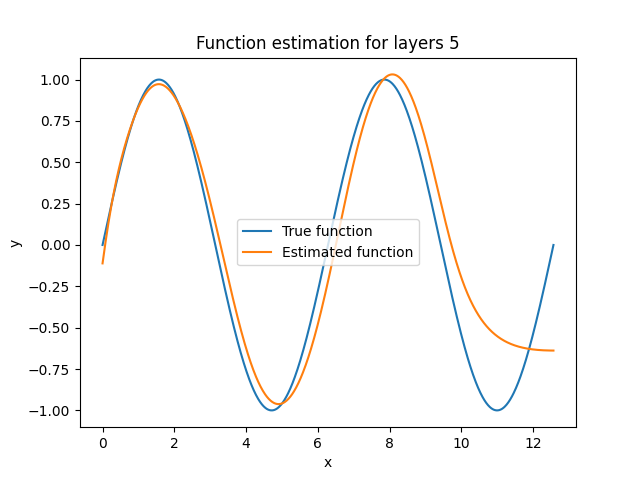 Function estimation for layers 5
1.00
0.75
0.50
0.25
0.00
−0.25
−0.50
−0.75
−1.00
y
True function
Estimated function
0 2 4 6 8 10 12
x